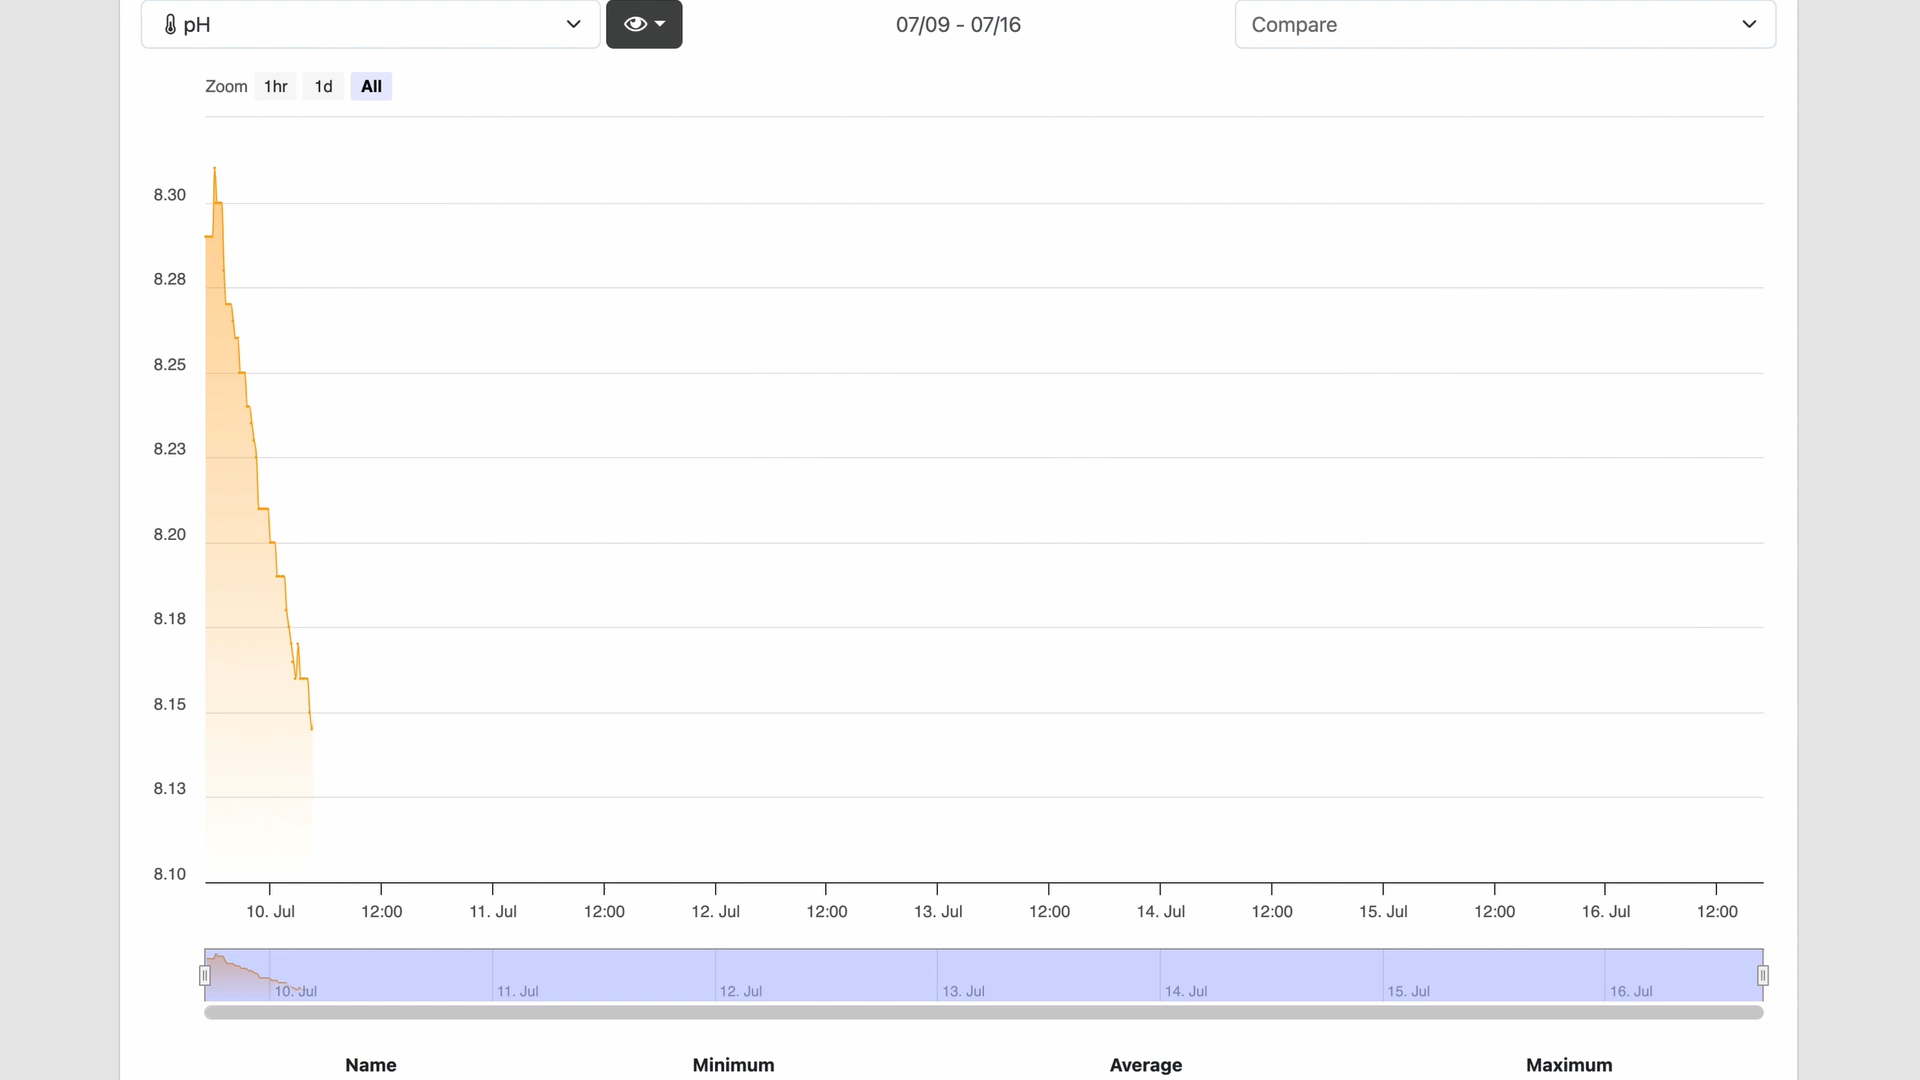 pH
07/09 - 07/16
Compare
Zoom 1hr 1d All
8.30
8.28
8.25
8.23
8.20
8.18
8.15
8.13
8.10
10. Jul 12:00 11. Jul 12:00 12. Jul 12:00 13. Jul 12:00 14. Jul 12:00 15. Jul 12:00 16. Jul 12:00
10. Jul 11. Jul 12. Jul 13. Jul 14. Jul 15. Jul 16. Jul
Name Minimum Average Maximum